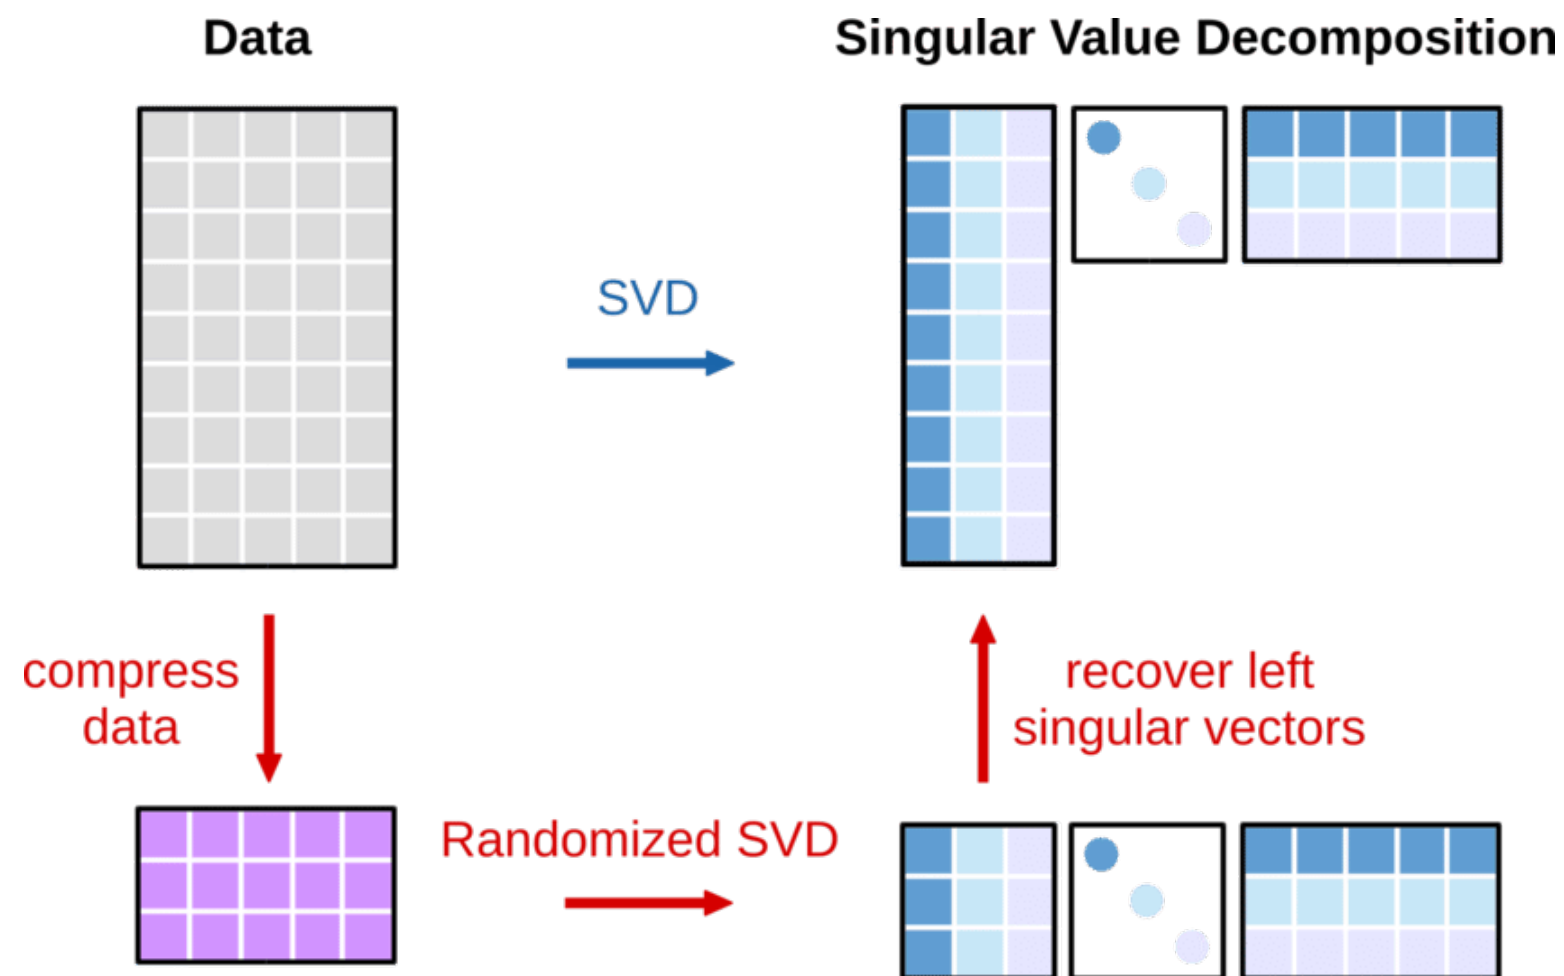 Data
Singular Value Decomposition
SVD
compress
data
recover left
singular vectors
Randomized SVD